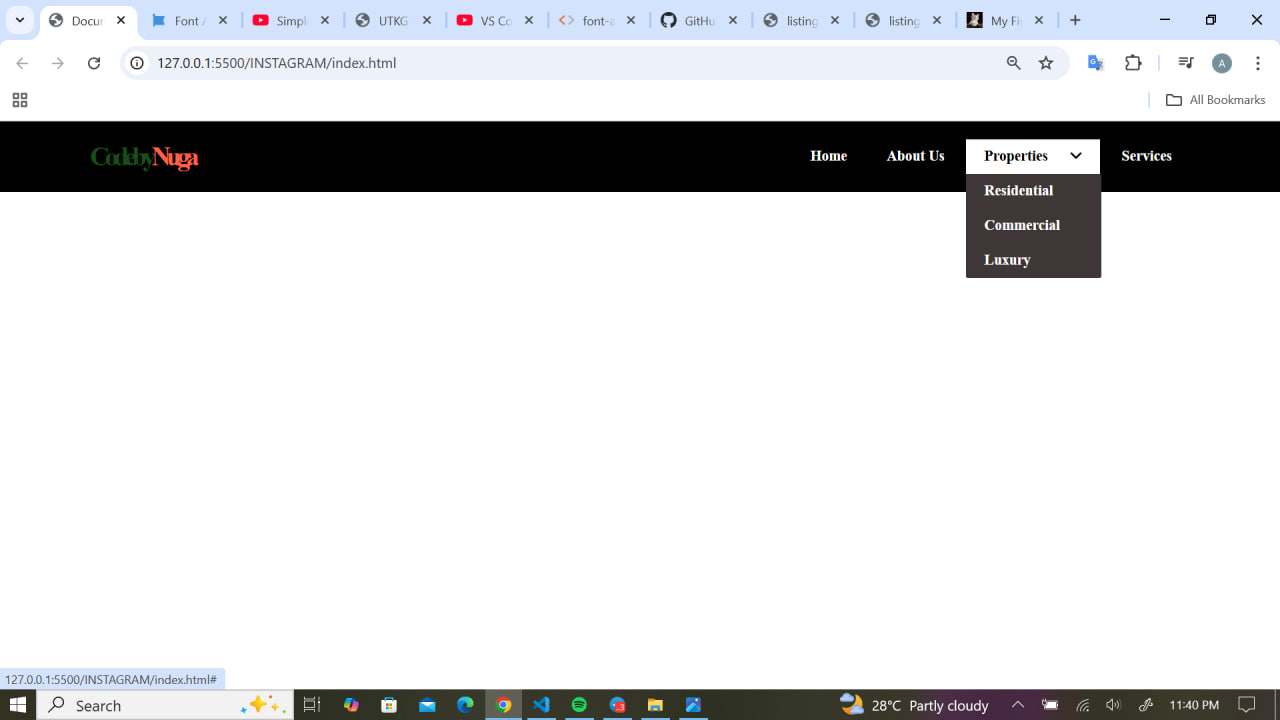 Docum
Font A
Simpl
UTKG
VS Co
font-a
GitHu
listing
listing
My Fi
127.0.0.1:5500/INSTAGRAM/index.html
A
All Bookmarks
CodebyNuga
Home
About Us
Properties
Services
Residential
Commercial
Luxury
127.0.0.1:5500/INSTAGRAM/index.html#
Search
28°C Partly cloudy
11:40 PM